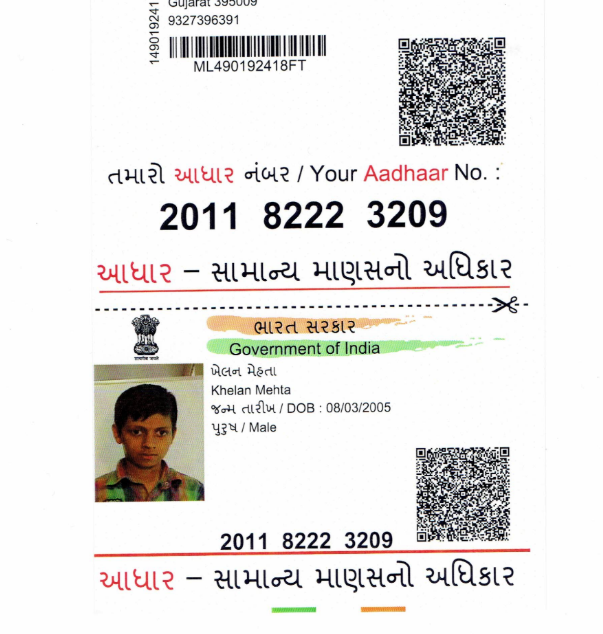 Gujarat 395009
9327396391
ML490192418FT
તમારો આધાર નંબર / Your Aadhaar No. :
2011 8222 3209
આધાર – સામાન્ય માણસનો અધિકાર
ભારત સરકાર
Government of India
ખેલન મેહતા
Khelan Mehta
જન્મ તારીખ / DOB : 08/03/2005
પુરુષ / Male
2011 8222 3209
આધાર – સામાન્ય માણસનો અધિકાર